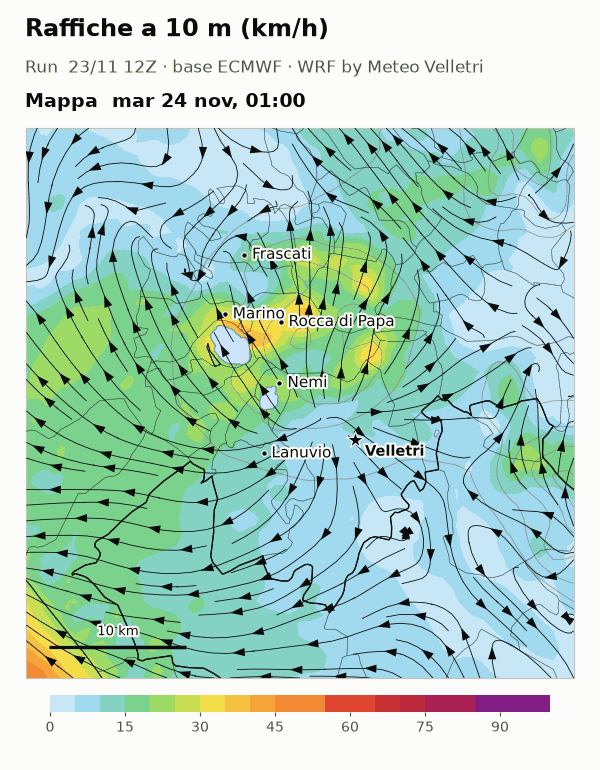 Raffiche a 10 m (km/h)
Run 23/11 12Z · base ECMWF · WRF by Meteo Velletri
Mappa mar 24 nov, 01:00
Frascati
Marino
Rocca di Papa
Nemi
Velletri
Lanuvio
10 km
0 15 30 45 60 75 90